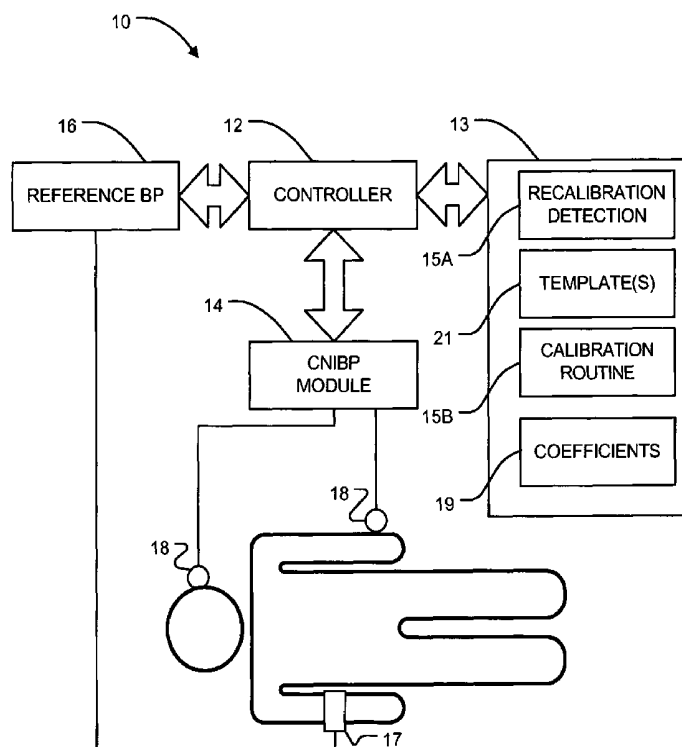 10
16
12
13
REFERENCE BP
CONTROLLER
RECALIBRATION
DETECTION
15A
TEMPLATE(S)
21
14
CNIBP
MODULE
CALIBRATION
ROUTINE
15B
COEFFICIENTS
19
18
18
17